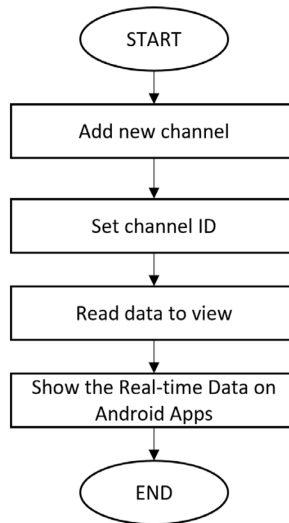 START
Add new channel
Set channel ID
Read data to view
Show the Real-time Data on
Android Apps
END